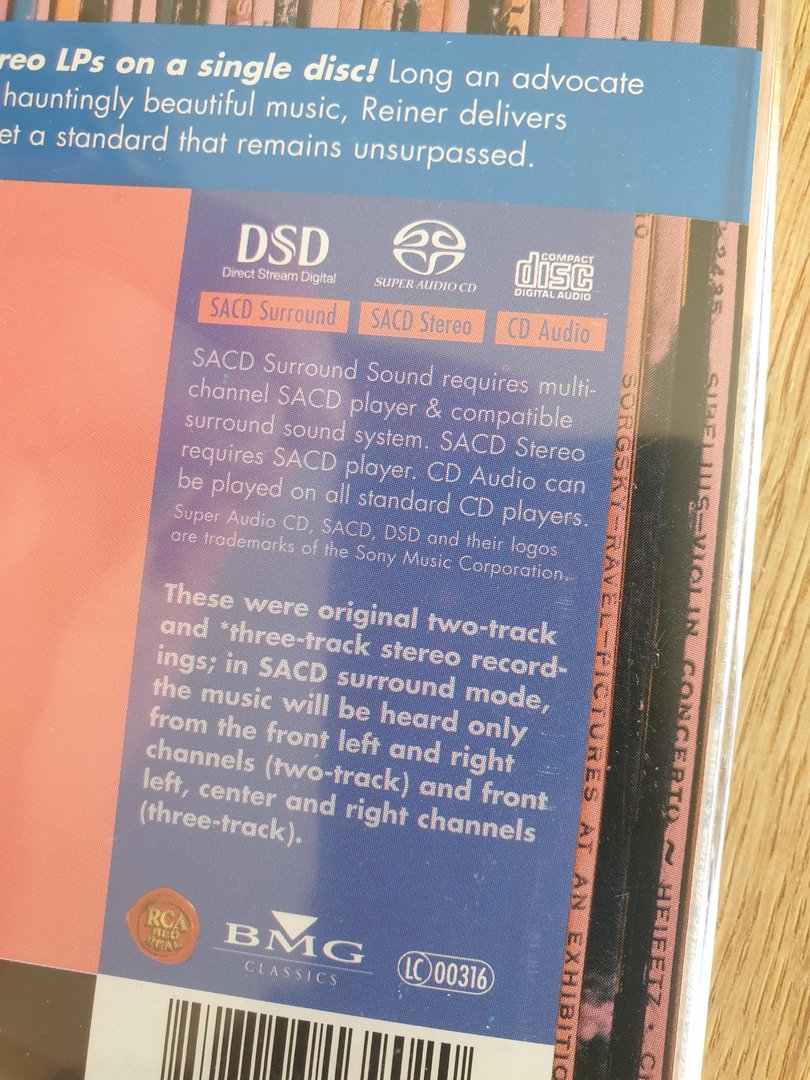 reo LPs on a single disc! Long an advocate
hauntingly beautiful music, Reiner delivers
et a standard that remains unsurpassed.
DSD
Direct Stream Digital
SUPER AUDIO CD
COMPACT
disc
DIGITAL AUDIO
SACD Surround
SACD Stereo
CD Audio
SACD Surround Sound requires multi-
channel SACD player & compatible
surround sound system. SACD Stereo
requires SACD player. CD Audio can
be played on all standard CD players.
Super Audio CD, SACD, DSD and their logos
are trademarks of the Sony Music Corporation.
These were original two-track
and *three-track stereo record-
ings; in SACD surround mode,
the music will be heard only
from the front left and right
channels (two-track) and front
left, center and right channels
(three-track).
RCA
RED
SEAL
BMG
CLASSICS
LC 00316
SORGSKY–RAVEL–PICTURES AT AN EXHIBITIO
SIBELIUS–VIOLIN CONCERTO ~ HEIFETZ •